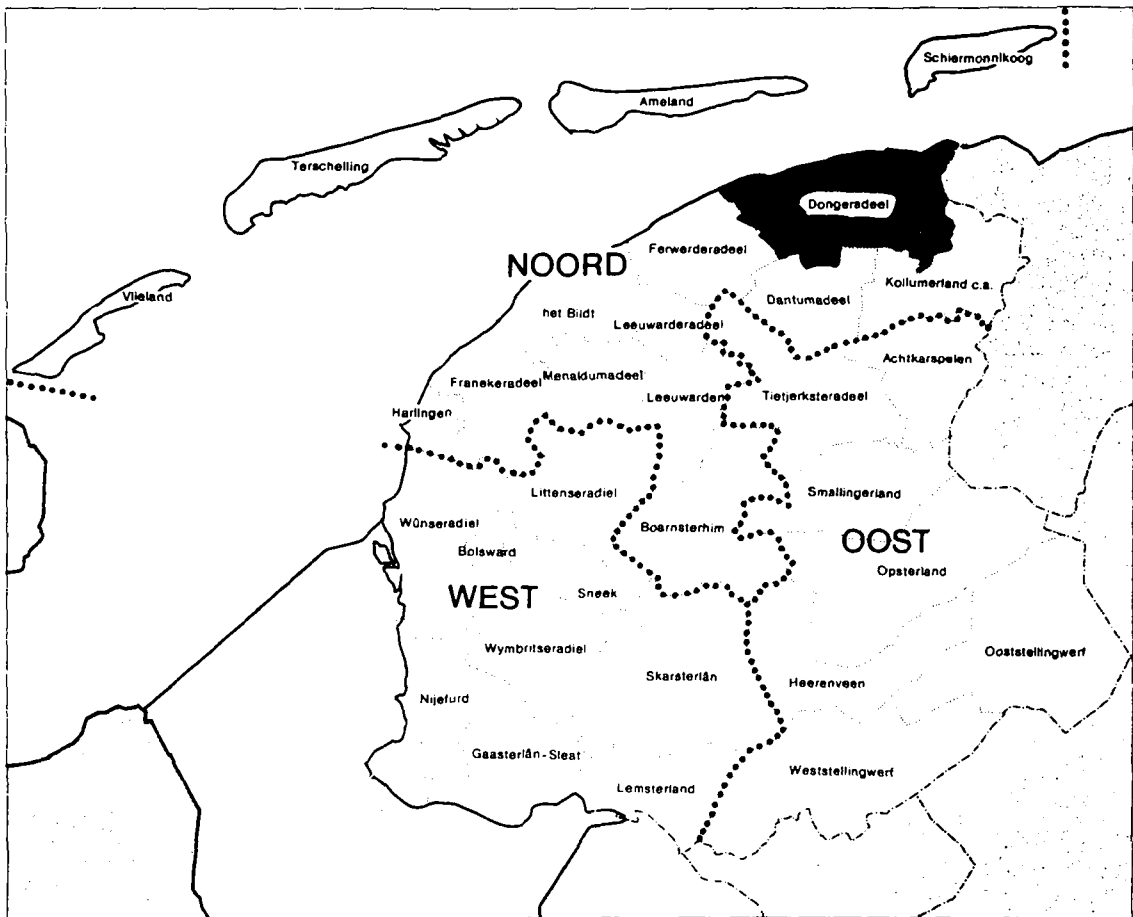 Schiermonnikoog
Ameland
Terschelling
Dongeradeel
Ferwerderadeel
NOORD
Kollumerland c.a.
Vlieland
Dantumadeel
het Bildt
Leeuwarderadeel
Achtkarspelen
Menaldumadeel
Franekeradeel
Leeuwarden
Tietjerksteradeel
Harlingen
Littenseradiel
Smallingerland
Wûnseradiel
Boarnsterhim
OOST
Bolsward
Opsterland
WEST
Sneek
Wymbritseradiel
Ooststellingwerf
Skarsterlân
Heerenveen
Nijefurd
Gaasterlân-Sleat
Weststellingwerf
Lemsterland